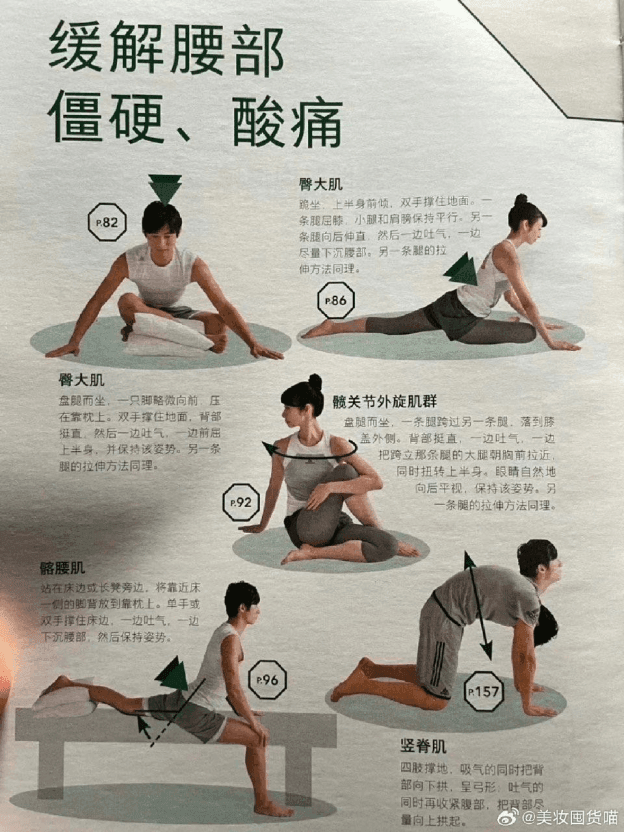 缓解腰部
僵硬、酸痛
P.82
臀大肌
跪坐，上半身前倾，双手撑住地面。一
条腿屈膝，小腿和肩膀保持平行。另一
条腿向后伸直，然后一边吐气，一边
尽量下沉腰部。另一条腿的拉
伸方法同理。
P.86
臀大肌
盘腿而坐，一只脚略微向前，压
在靠枕上。双手撑住地面，背部
挺直，然后一边吐气，一边前屈
上半身，并保持该姿势。另一条
腿的拉伸方法同理。
髋关节外旋肌群
盘腿而坐，一条腿跨过另一条腿，落到膝
盖外侧。背部挺直，一边吐气，一边
把跨立那条腿的大腿朝胸前拉近，
同时扭转上半身。眼睛自然地
向后平视，保持该姿势。另
一条腿的拉伸方法同理。
P.92
髂腰肌
站在床边或长凳旁边，将靠近床
一侧的脚背放到靠枕上。单手或
双手撑住床边，一边吐气，一边
下沉腰部，然后保持姿势。
P.96
P.157
竖脊肌
四肢撑地，吸气的同时把背
部向下拱，呈弓形；吐气的
同时再收紧腹部，把背部尽
量向上拱起。
@美妆囤货喵